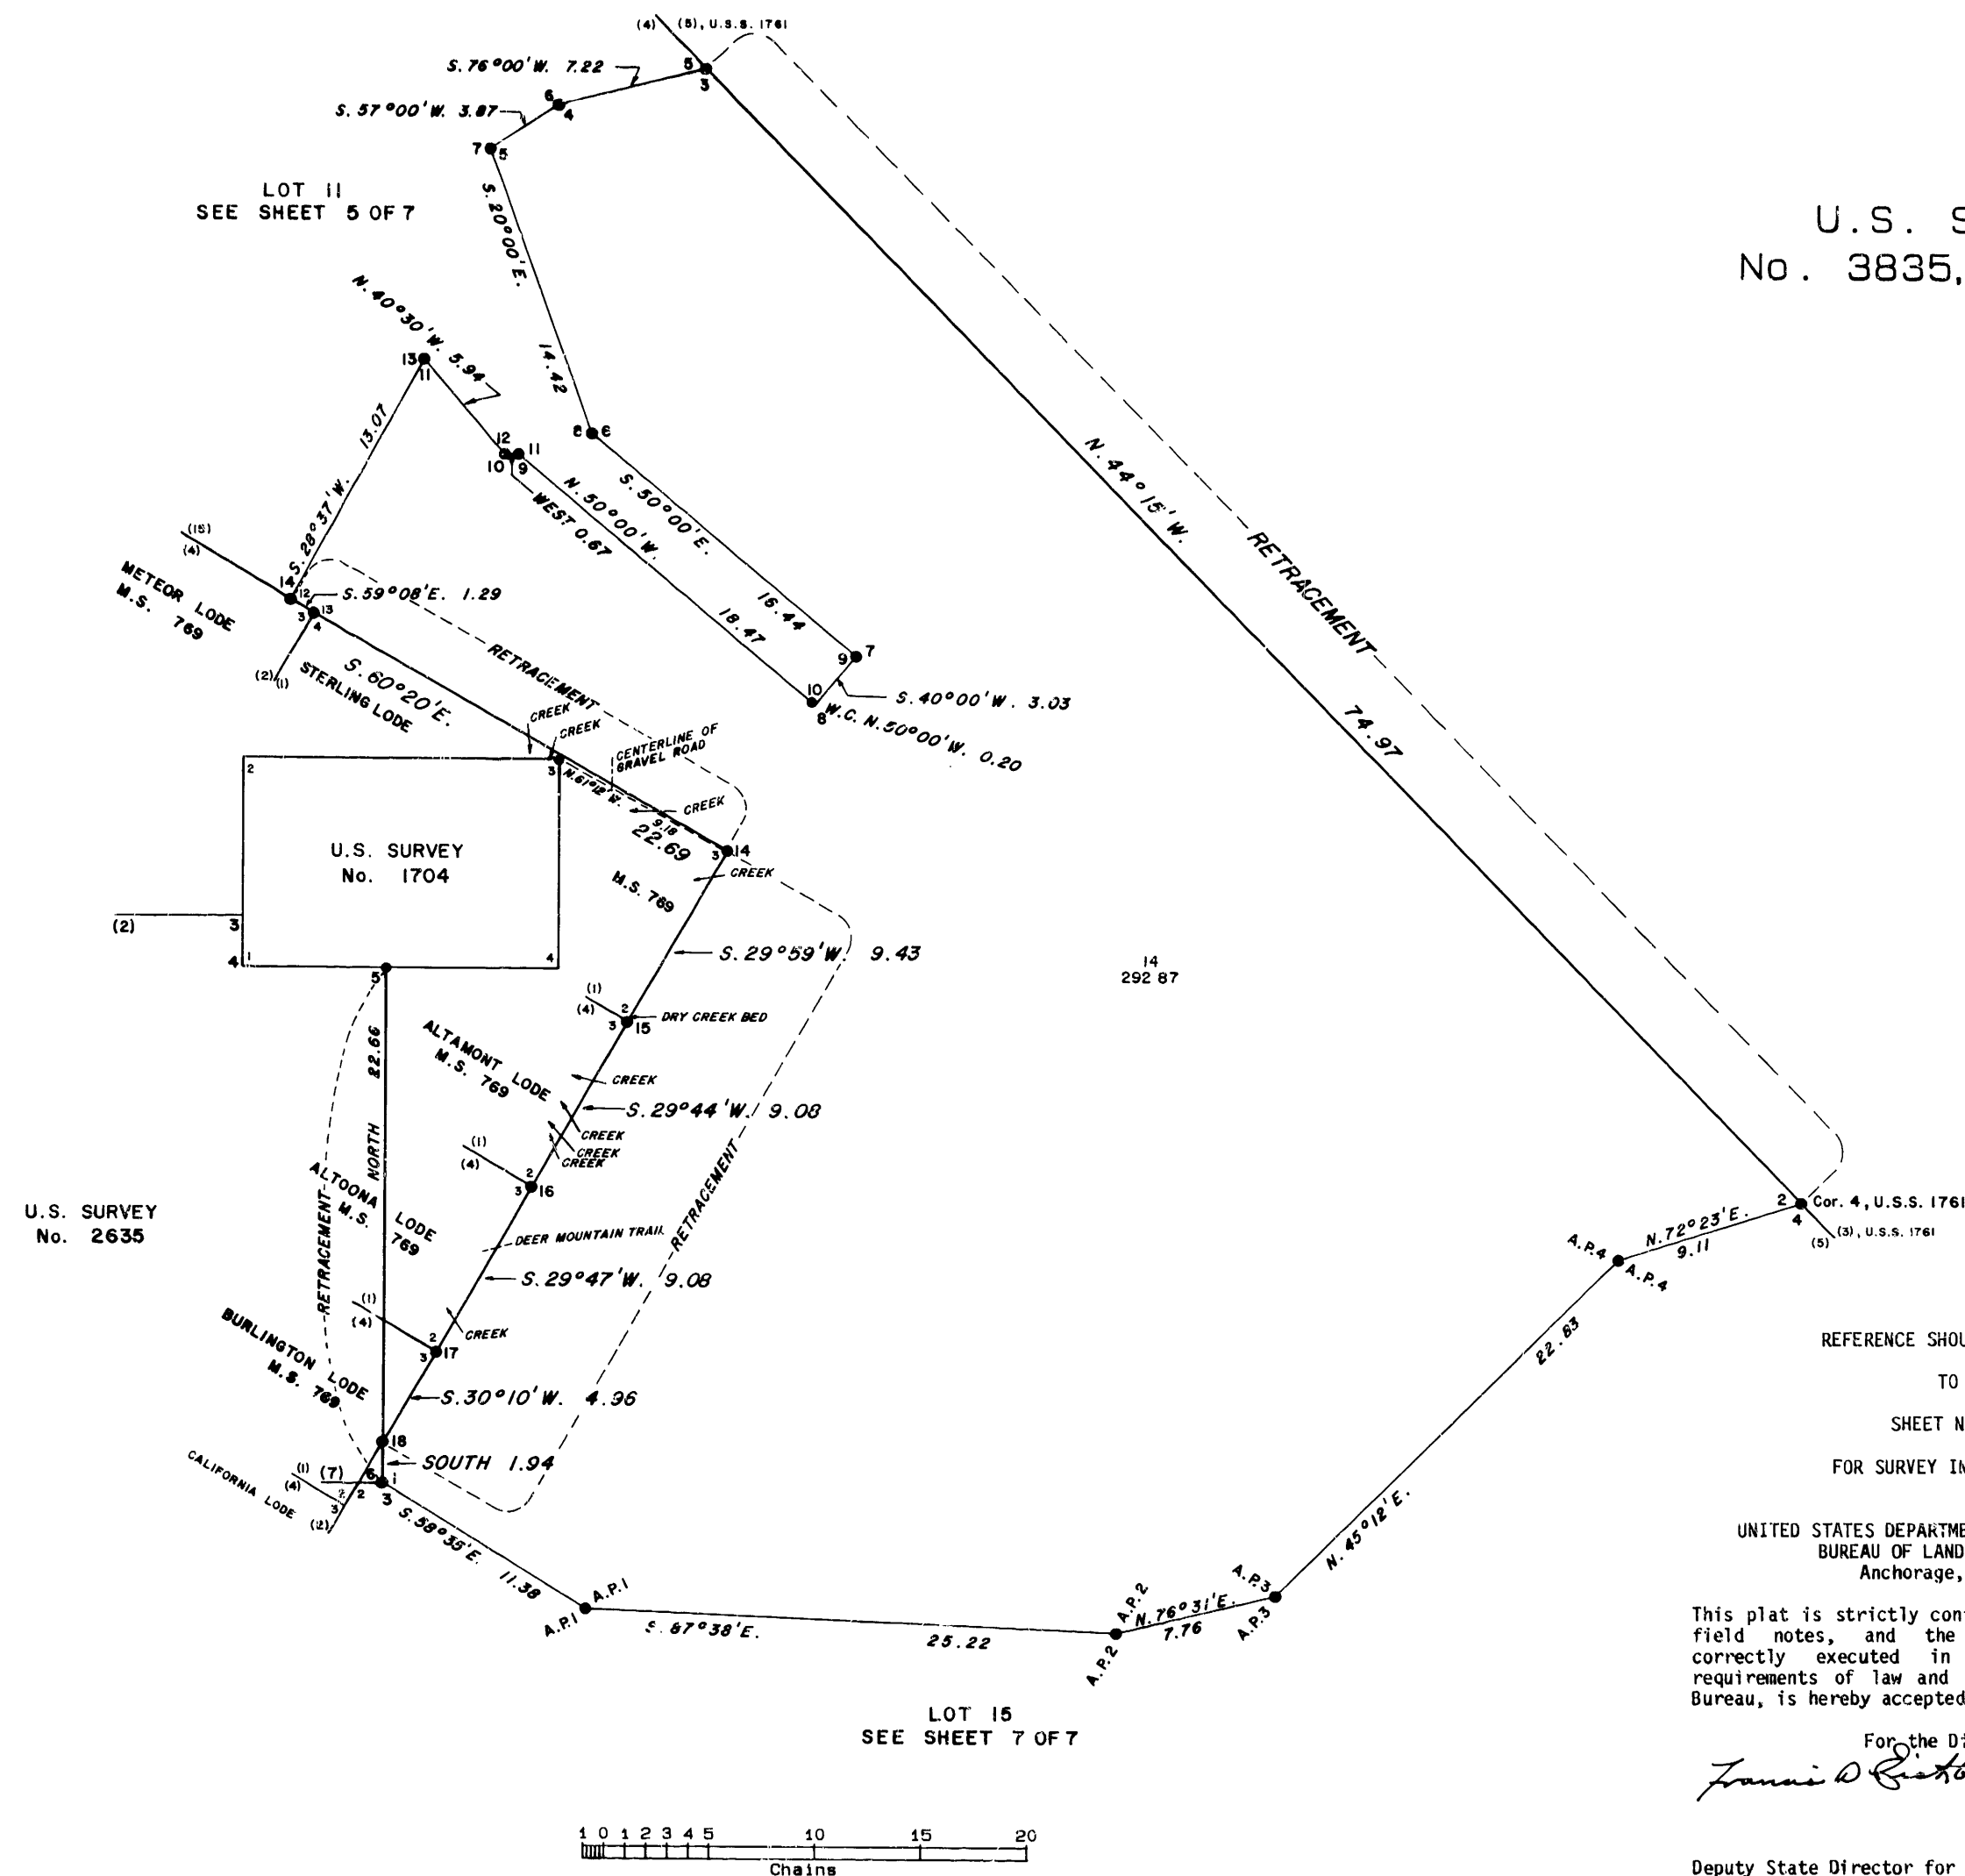 (4) (5), U.S.S. 1761
S. 76°00' W. 7.22
5
3
6
4
S. 57°00' W. 3.87
7 5
LOT 11
SEE SHEET 5 OF 7
S. 20°00' E.
14.42
U.S. S
No. 3835,
N. 40°30' W. 5.94
13
11
12
10
11
9
8 6
S. 28°37' W. 13.07
WEST 0.67
N. 50°00' W.
18.47
S. 50°00' E.
16.44
N. 44°15' W.
74.97
RETRACEMENT
9 7
10
8
S. 40°00' W. 3.03
W.C. N. 50°00' W. 0.20
(15)
(4)
METEOR LODE
M.S. 769
14
12
3
13
4
S. 59°08' E. 1.29
(2) (1)
STERLING LODE
S. 60°20' E.
RETRACEMENT
CREEK
CREEK
CENTERLINE OF
GRAVEL ROAD
CREEK
2
3
N. 61°12' W.
9.18
22.69
3 14
U.S. SURVEY
No. 1704
M.S. 769
CREEK
(2)
3
4
1
4
5
S. 29°59' W. 9.43
14
292 87
(1)
(4)
2
3 15
DRY CREEK BED
ALTAMONT LODE
M.S. 769
CREEK
S. 29°44' W. 9.08
CREEK
CREEK
CREEK
22.66
NORTH
(1)
(4)
2
3 16
RETRACEMENT
ALTOONA LODE
M.S. 769
DEER MOUNTAIN TRAIL
U.S. SURVEY
No. 2635
RETRACEMENT
S. 29°47' W. 9.08
(1)
(4)
2
3 17
CREEK
BURLINGTON LODE
M.S. 769
S. 30°10' W. 4.96
18
SOUTH 1.94
CALIFORNIA LODE
(1) (7)
(4)
2
3
2
6 1
3
(2)
S. 58°35' E.
11.38
A.P.1
A.P.1
S. 87°38' E. 25.22
A.P.2
A.P.2
N. 76°31' E.
7.76
A.P.3
A.P.3
N. 45°12' E.
22.83
A.P.4
A.P.4
N. 72°23' E.
9.11
2
4
Cor. 4, U.S.S. 1761
(5) (3), U.S.S. 1761
LOT 15
SEE SHEET 7 OF 7
1 0 1 2 3 4 5 10 15 20
Chains
REFERENCE SHOU
TO
SHEET N
FOR SURVEY IN
UNITED STATES DEPARTME
BUREAU OF LAND
Anchorage,
This plat is strictly con
field notes, and the
correctly executed in
requirements of law and
Bureau, is hereby accepted
For the Di
Deputy State Director for